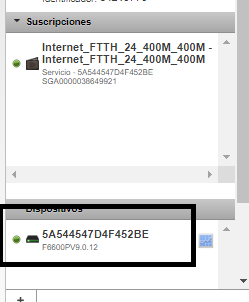 Suscripciones
Internet_FTTH_24_400M_400M -
Internet_FTTH_24_400M_400M
Servicio - 5A544547D4F452BE
SGA0000038649921
Dispositivos
5A544547D4F452BE
F6600PV9.0.12